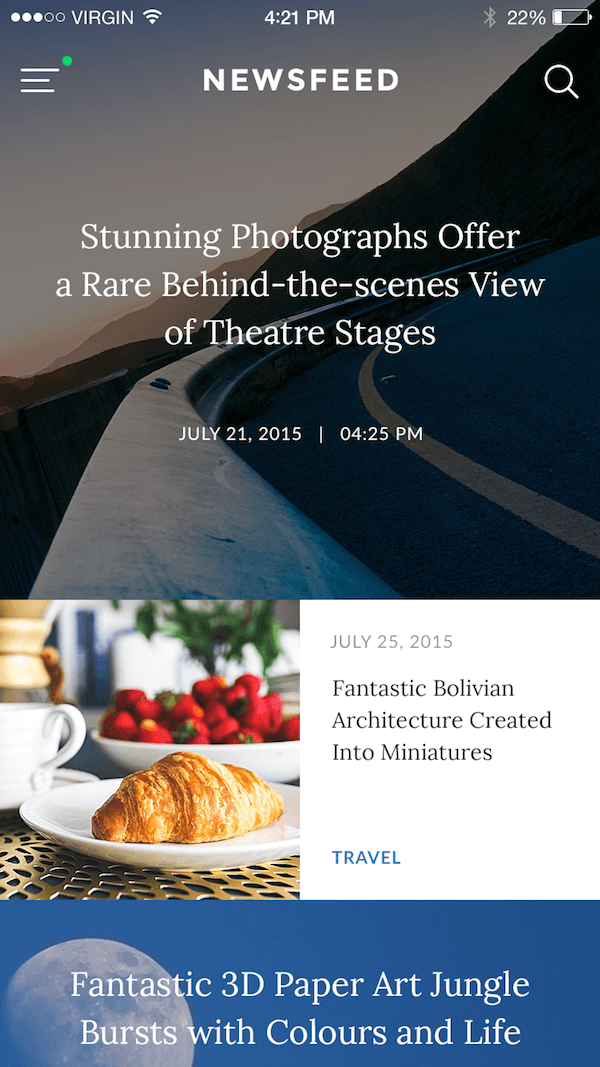 VIRGIN 4:21 PM 22%
NEWSFEED
Stunning Photographs Offer
a Rare Behind-the-scenes View
of Theatre Stages
JULY 21, 2015 | 04:25 PM
JULY 25, 2015
Fantastic Bolivian
Architecture Created
Into Miniatures
TRAVEL
Fantastic 3D Paper Art Jungle
Bursts with Colours and Life